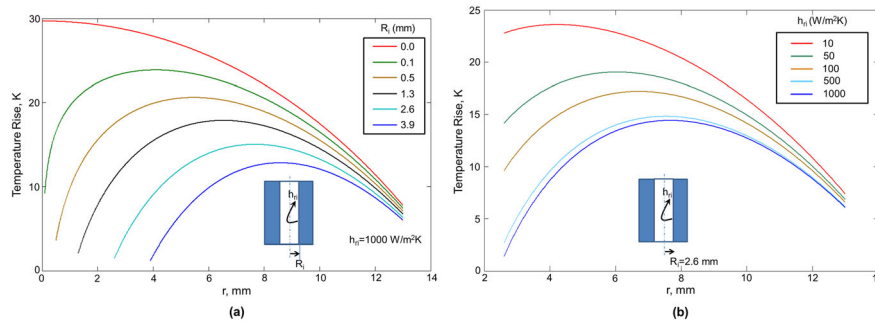 R_i (mm)
0.0
0.1
0.5
1.3
2.6
3.9
30
20
10
0
Temperature Rise, K
h_ri
h_ri=1000 W/m²K
R_i
0 2 4 6 8 10 12 14
r, mm
(a)
h_ri (W/m²K)
10
50
100
500
1000
25
20
15
10
5
0
Temperature Rise, K
h_ri
R_i=2.6 mm
2 4 6 8 10 12 14
r, mm
(b)